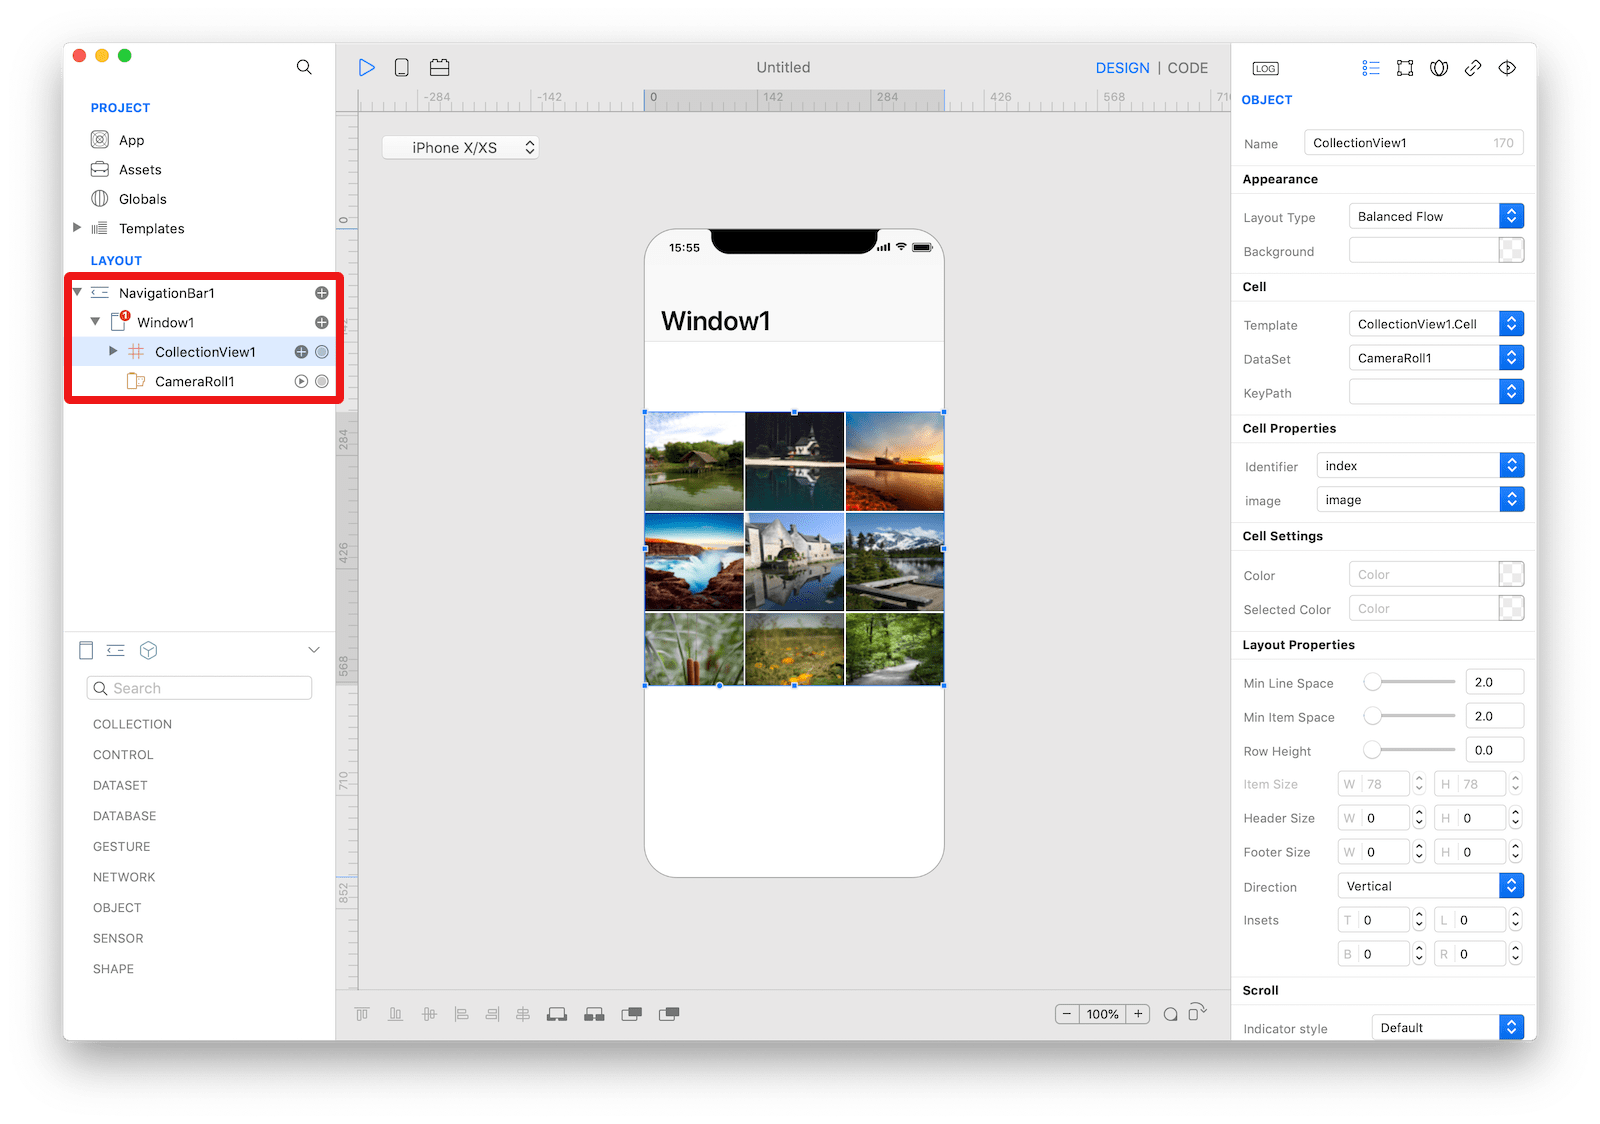 PROJECT
App
Assets
Globals
Templates
LAYOUT
NavigationBar1
1
Window1
CollectionView1
CameraRoll1
Search
COLLECTION
CONTROL
DATASET
DATABASE
GESTURE
NETWORK
OBJECT
SENSOR
SHAPE
Untitled
DESIGN | CODE
-284 -142 0 142 284 426 568 710
iPhone X/XS
0
284
426
568
710
852
15:55
Window1
100%
LOG
OBJECT
Name CollectionView1 170
Appearance
Layout Type Balanced Flow
Background
Cell
Template CollectionView1.Cell
DataSet CameraRoll1
KeyPath
Cell Properties
Identifier index
image image
Cell Settings
Color Color
Selected Color Color
Layout Properties
Min Line Space 2.0
Min Item Space 2.0
Row Height 0.0
Item Size W 78 H 78
Header Size W 0 H 0
Footer Size W 0 H 0
Direction Vertical
Insets T 0 L 0
B 0 R 0
Scroll
Indicator style Default